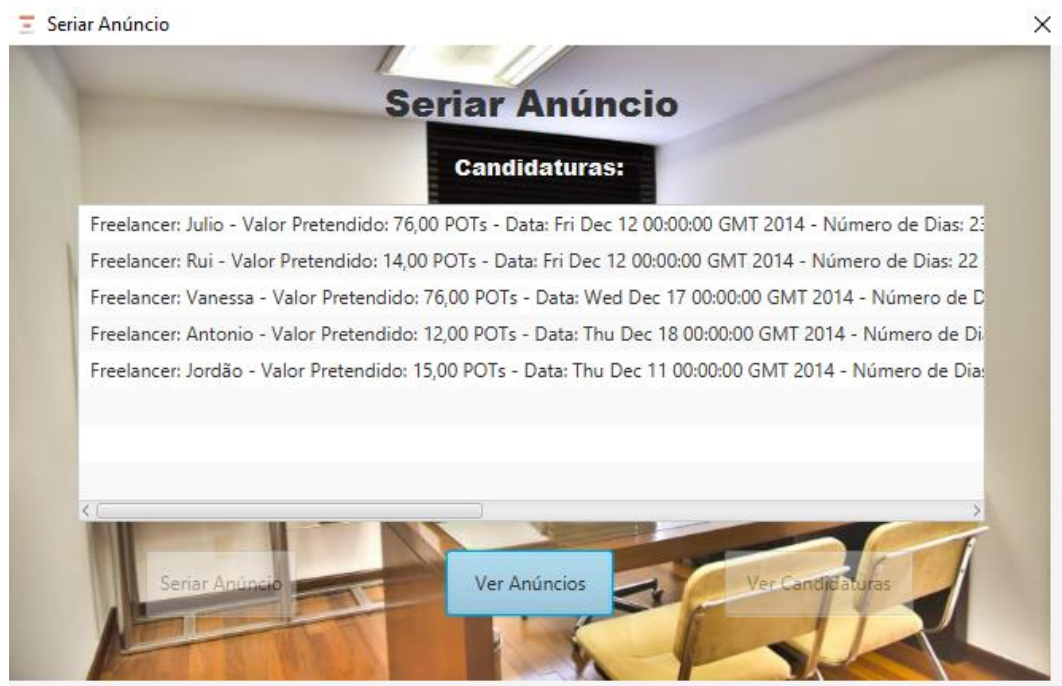 Seriar Anúncio
Seriar Anúncio
Candidaturas:
Freelancer: Julio - Valor Pretendido: 76,00 POTs - Data: Fri Dec 12 00:00:00 GMT 2014 - Número de Dias: 23
Freelancer: Rui - Valor Pretendido: 14,00 POTs - Data: Fri Dec 12 00:00:00 GMT 2014 - Número de Dias: 22
Freelancer: Vanessa - Valor Pretendido: 76,00 POTs - Data: Wed Dec 17 00:00:00 GMT 2014 - Número de D
Freelancer: Antonio - Valor Pretendido: 12,00 POTs - Data: Thu Dec 18 00:00:00 GMT 2014 - Número de Di
Freelancer: Jordão - Valor Pretendido: 15,00 POTs - Data: Thu Dec 11 00:00:00 GMT 2014 - Número de Dias
Seriar Anúncio Ver Anúncios Ver Candidaturas